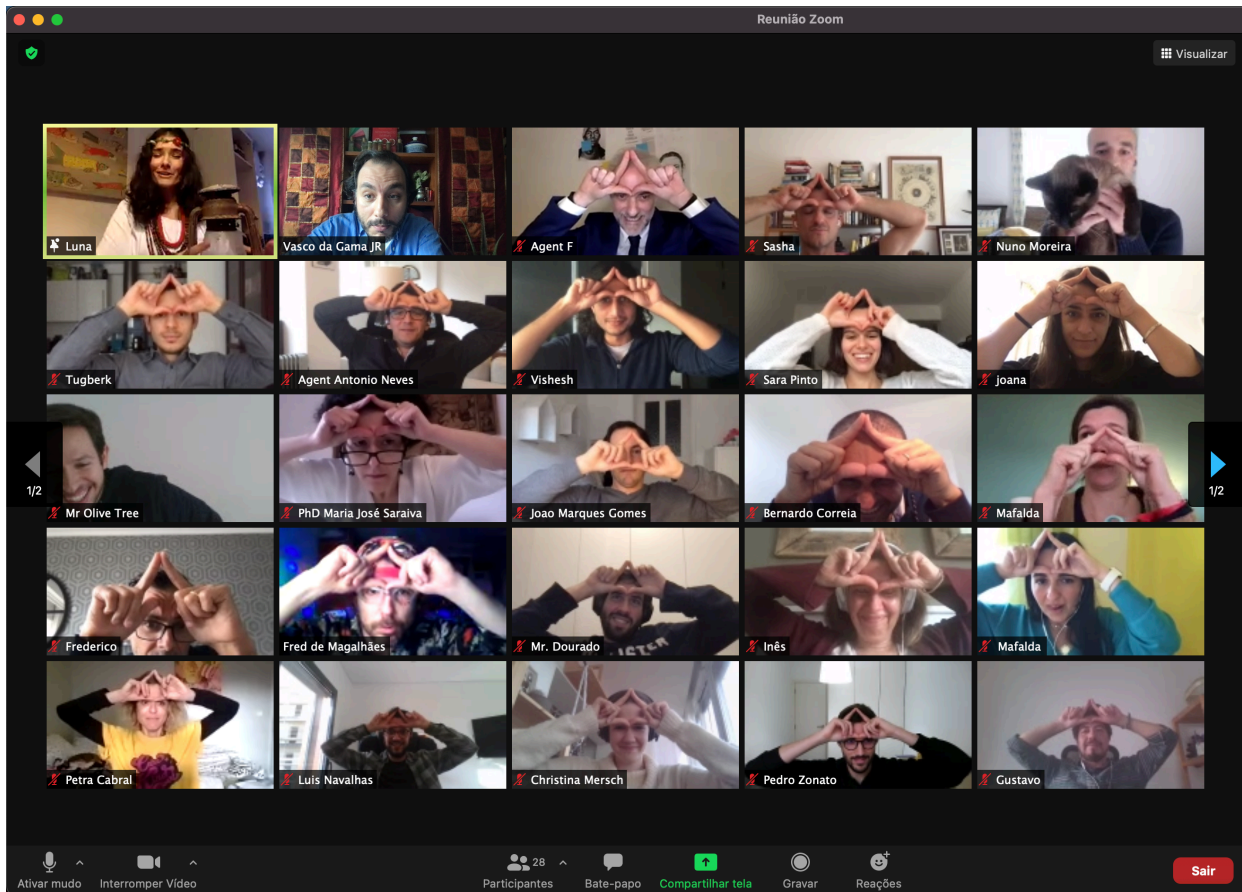 Reunião Zoom
Visualizar
Luna
Vasco da Gama JR
Agent F
Sasha
Nuno Moreira
Tugberk
Agent Antonio Neves
Vishesh
Sara Pinto
joana
1/2
1/2
Mr Olive Tree
PhD Maria José Saraiva
Joao Marques Gomes
Bernardo Correia
Mafalda
Frederico
Fred de Magalhães
Mr. Dourado
Inês
Mafalda
Petra Cabral
Luis Navalhas
Christina Mersch
Pedro Zonato
Gustavo
28
Ativar mudo
Interromper Vídeo
Participantes
Bate-papo
Compartilhar tela
Gravar
Reações
Sair